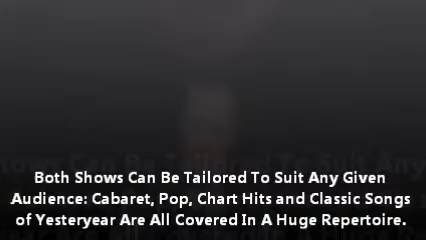 Both Shows Can Be Tailored To Suit Any Given
Audience: Cabaret, Pop, Chart Hits and Classic Songs
of Yesteryear Are All Covered In A Huge Repertoire.